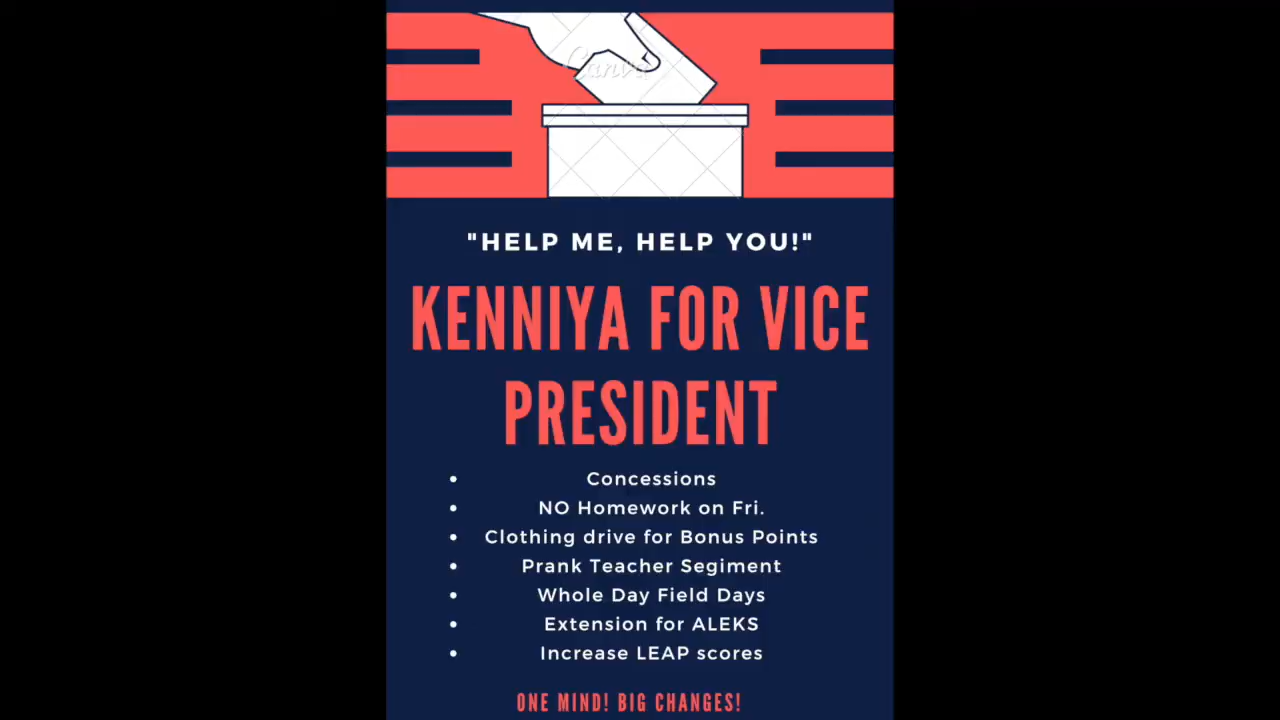 Canva
"HELP ME, HELP YOU!"
KENNIYA FOR VICE
PRESIDENT
• Concessions
• NO Homework on Fri.
• Clothing drive for Bonus Points
• Prank Teacher Segiment
• Whole Day Field Days
• Extension for ALEKS
• Increase LEAP scores
ONE MIND! BIG CHANGES!